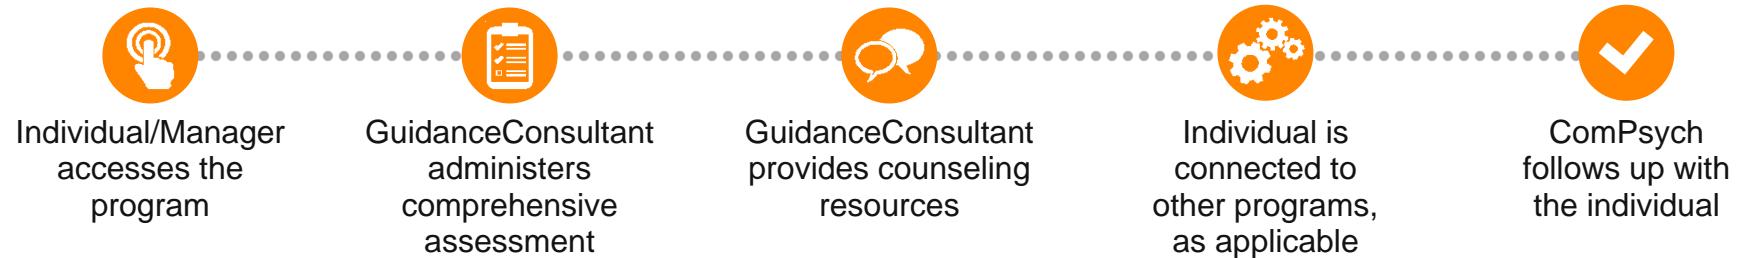 Individual/Manager
accesses the
program
GuidanceConsultant
administers
comprehensive
assessment
GuidanceConsultant
provides counseling
resources
Individual is
connected to
other programs,
as applicable
ComPsych
follows up with
the individual